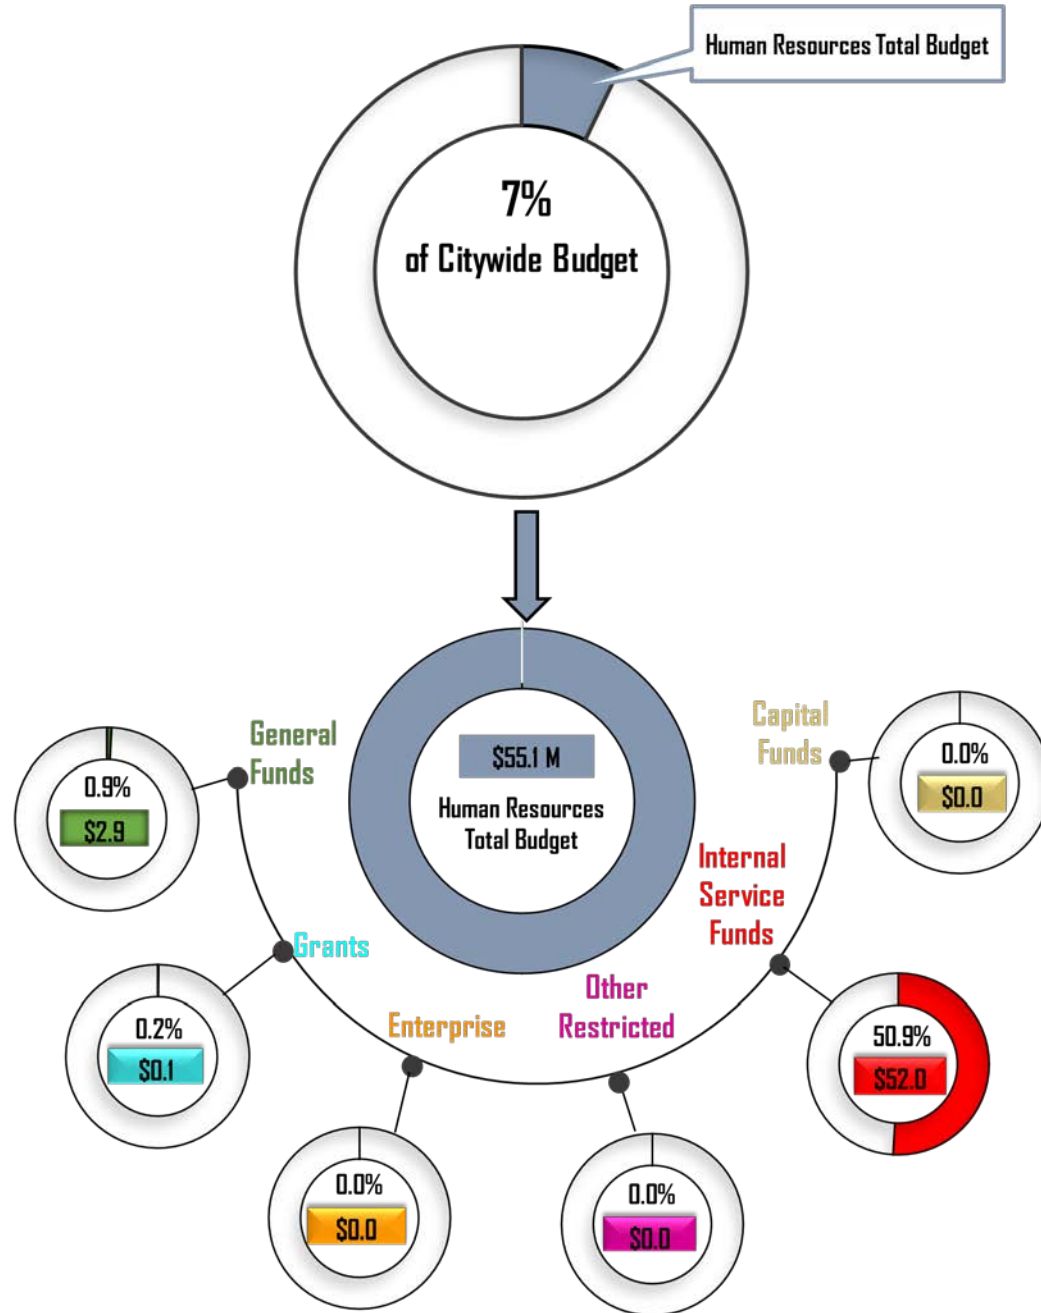 Human Resources Total Budget
7%
of Citywide Budget
$55.1 M
Human Resources
Total Budget
General
Funds
0.9%
$2.9
Grants
0.2%
$0.1
Enterprise
0.0%
$0.0
Other
Restricted
0.0%
$0.0
Internal
Service
Funds
50.9%
$52.0
Capital
Funds
0.0%
$0.0